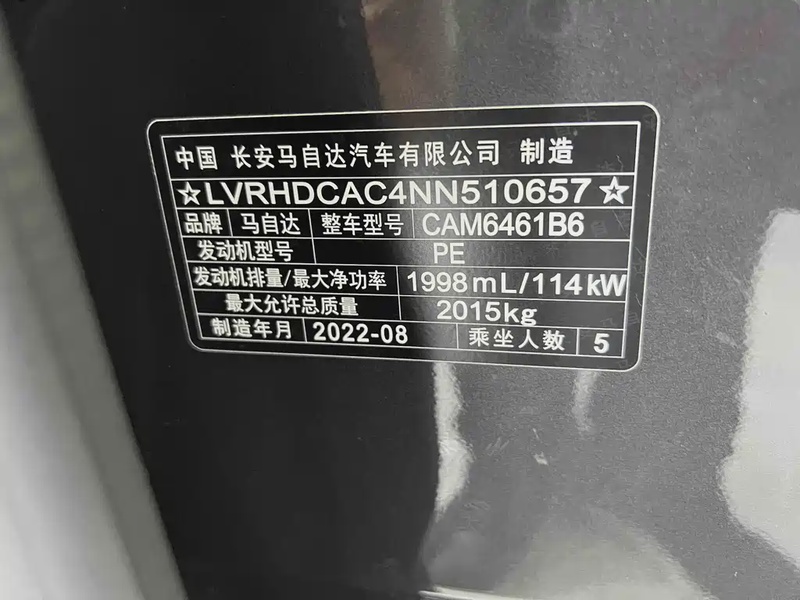 中国 长安马自达汽车有限公司 制造
☆LVRHDCAC4NN510657☆
品牌 马自达 整车型号 CAM6461B6
发动机型号 PE
发动机排量/最大净功率 1998mL/114kW
最大允许总质量 2015kg
制造年月 2022-08 乘坐人数 5